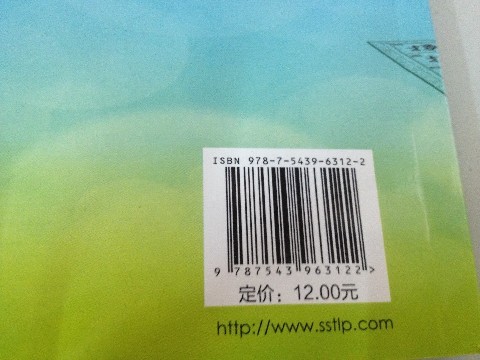 ISBN 978-7-5439-6312-2
9 787543 963122 >
定价：12.00元
http://www.sstlp.com